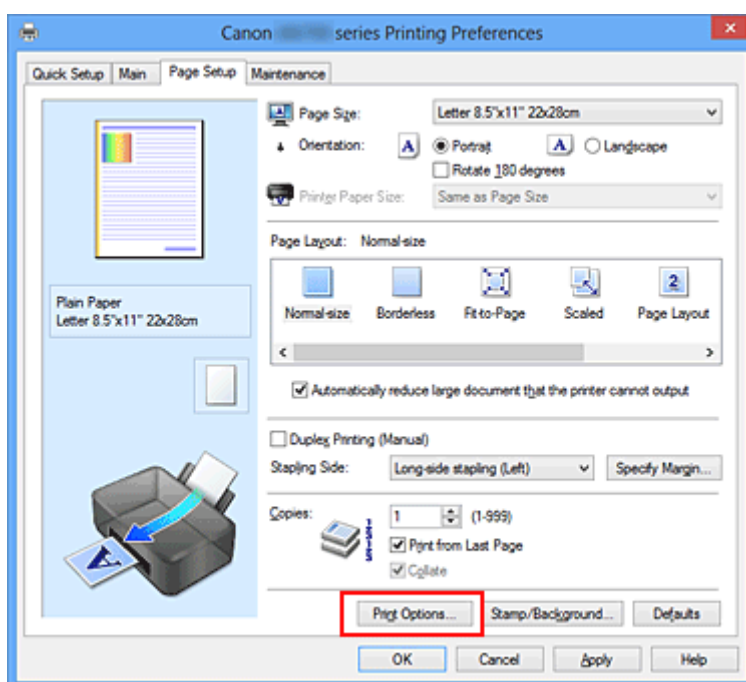 Canon series Printing Preferences
Quick Setup Main Page Setup Maintenance
Page Size: Letter 8.5"x11" 22x28cm
Orientation: A Portrait A Landscape
Rotate 180 degrees
Printer Paper Size: Same as Page Size
Page Layout: Normal-size
2
Normal-size Borderless Fit-to-Page Scaled Page Layout
Plain Paper
Letter 8.5"x11" 22x28cm
Automatically reduce large document that the printer cannot output
Duplex Printing (Manual)
Stapling Side: Long-side stapling (Left) Specify Margin...
Copies: 1 (1-999)
Print from Last Page
Collate
A
Print Options... Stamp/Background... Defaults
OK Cancel Apply Help